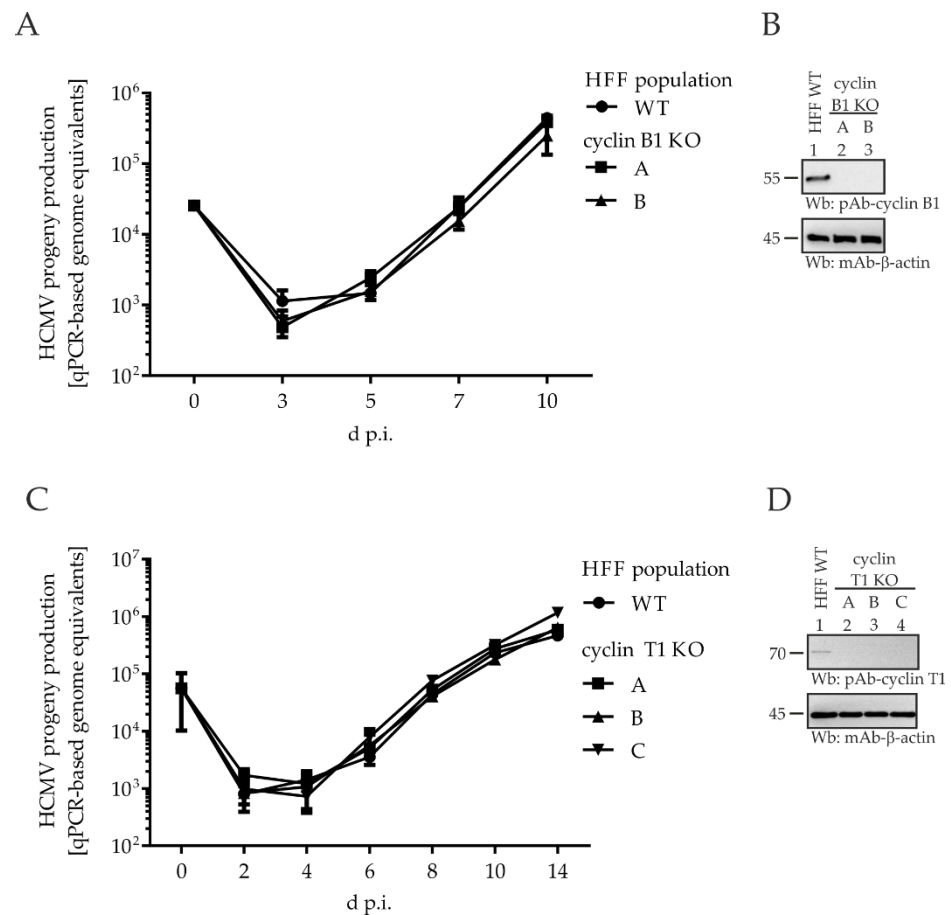 A
HCMV progeny production
[qPCR-based genome equivalents]
10⁶
10⁵
10⁴
10³
10²
0 3 5 7 10
d p.i.
HFF population
WT
cyclin B1 KO
A
B
B
HFF WT
cyclin
B1 KO
A B
1 2 3
55
Wb: pAb-cyclin B1
45
Wb: mAb-β-actin
C
HCMV progeny production
[qPCR-based genome equivalents]
10⁷
10⁶
10⁵
10⁴
10³
10²
0 2 4 6 8 10 14
d p.i.
HFF population
WT
cyclin T1 KO
A
B
C
D
HFF WT
cyclin
T1 KO
A B C
1 2 3 4
70
Wb: pAb-cyclin T1
45
Wb: mAb-β-actin